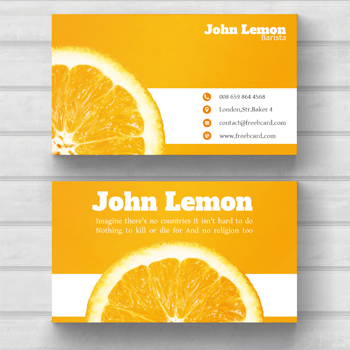 John Lemon
Barista
008 659 864 4568
London,Str,Baker 4
contact@freebcard.com
www.freebcard.com
John Lemon
Imagine there's no countries It isn't hard to do
Nothing to kill or die for And no religion too